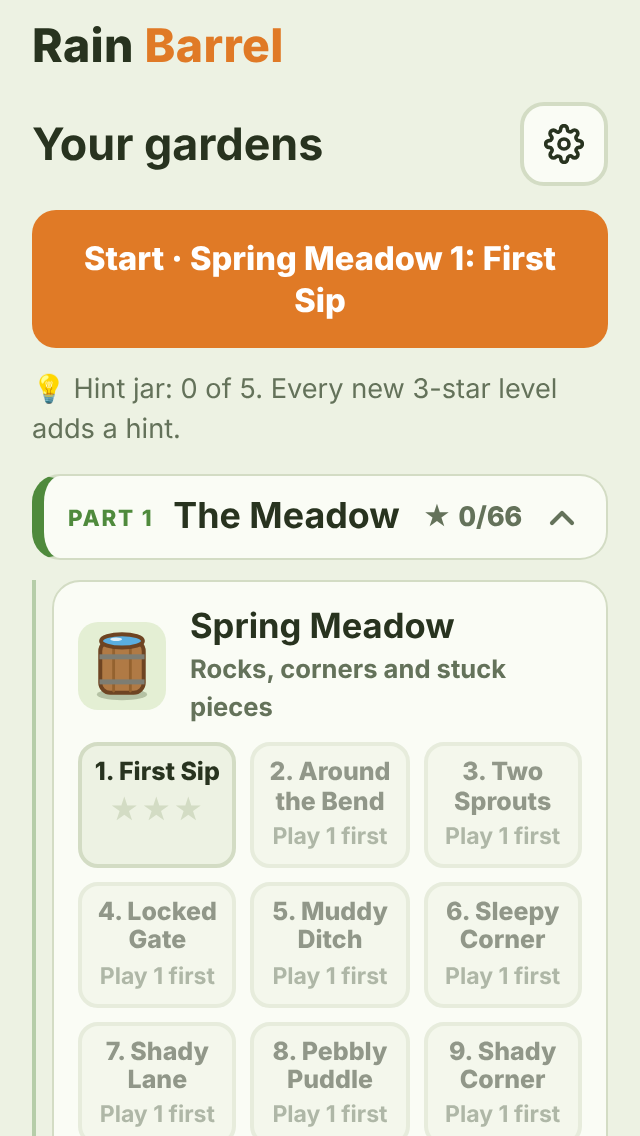 Rain Barrel
Your gardens
Start · Spring Meadow 1: First
Sip
💡 Hint jar: 0 of 5. Every new 3-star level
adds a hint.
PART 1 The Meadow ★ 0/66
Spring Meadow
Rocks, corners and stuck
pieces
1. First Sip
★★★
2. Around
the Bend
Play 1 first
3. Two
Sprouts
Play 1 first
4. Locked
Gate
Play 1 first
5. Muddy
Ditch
Play 1 first
6. Sleepy
Corner
Play 1 first
7. Shady
Lane
Play 1 first
8. Pebbly
Puddle
Play 1 first
9. Shady
Corner
Play 1 first